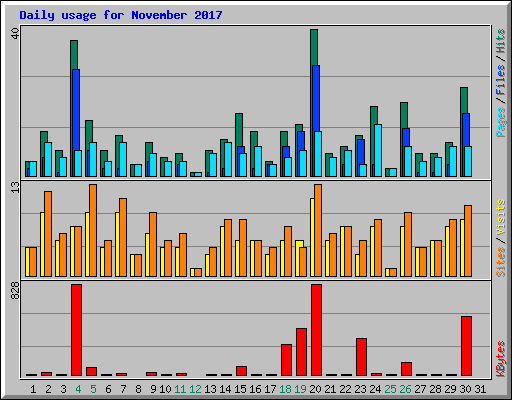 Daily usage for November 2017
40
Pages / Files / Hits
13
Sites / Visits
828
KBytes
1 2 3 4 5 6 7 8 9 10 11 12 13 14 15 16 17 18 19 20 21 22 23 24 25 26 27 28 29 30 31